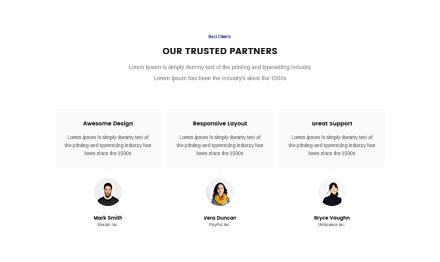 Best Clients
OUR TRUSTED PARTNERS
Lorem Ipsum is simply dummy text of the printing and typesetting industry.
Lorem Ipsum has been the industry's since the 1500s
Awesome Design
Lorem Ipsum is simply dummy text of
the printing and typesetting industry has
been since the 1500s
Responsive Layout
Lorem Ipsum is simply dummy text of
the printing and typesetting industry has
been since the 1500s
Great Support
Lorem Ipsum is simply dummy text of
the printing and typesetting industry has
been since the 1500s
Mark Smith
Inc.
Vera Duncan
PayPal Inc.
Bryce Vaughn
Inc.